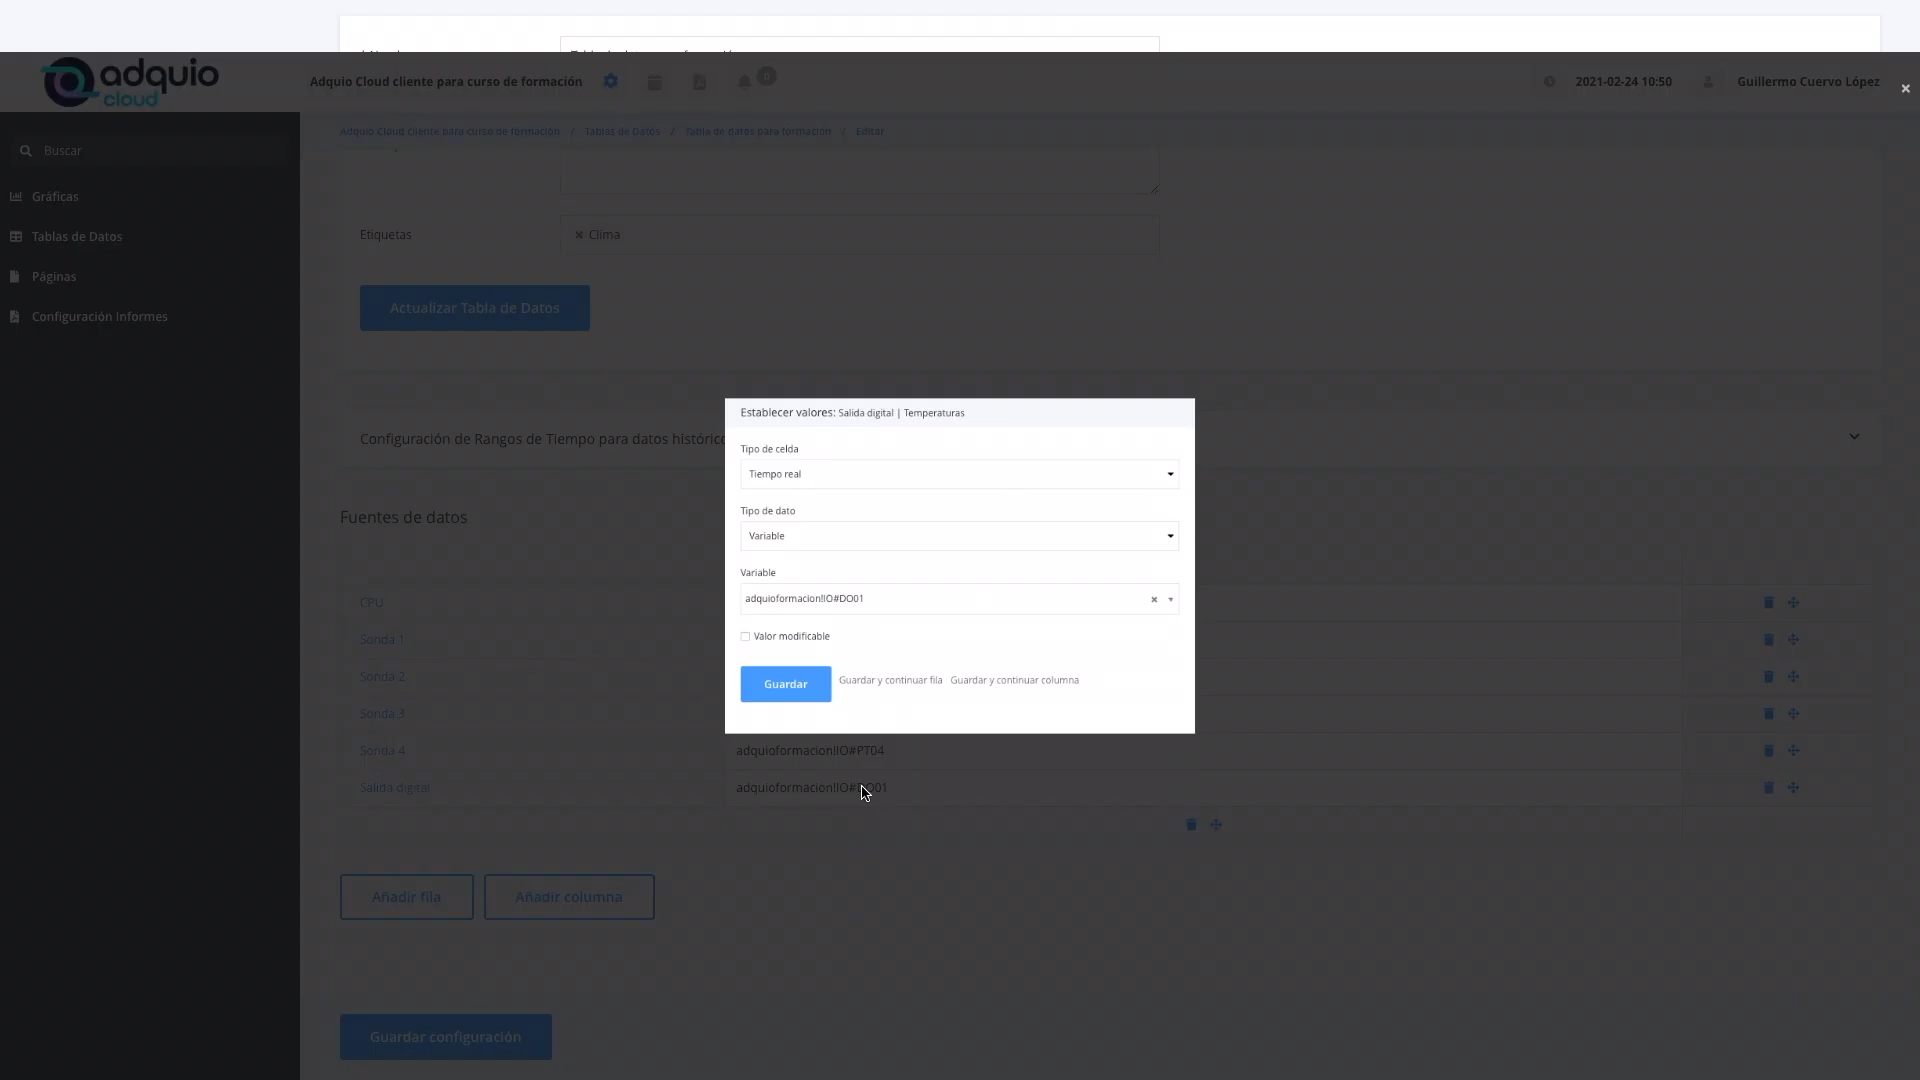 adquio
cloud
Adquio Cloud cliente para curso de formación
0
2021-02-24 10:50
Guillermo Cuervo López
×
Adquio Cloud cliente para curso de formación / Tablas de Datos / Tabla de datos para formación / Editar
Buscar
Gráficas
Tablas de Datos
Páginas
Configuración Informes
Etiquetas
× Clima
Actualizar Tabla de Datos
Configuración de Rangos de Tiempo para datos histórico
Fuentes de datos
Establecer valores: Salida digital | Temperaturas
Tipo de celda
Tiempo real
Tipo de dato
Variable
Variable
adquioformacion!IO#DO01
×
Valor modificable
Guardar
Guardar y continuar fila
Guardar y continuar columna
CPU
Sonda 1
Sonda 2
Sonda 3
Sonda 4
adquioformacion!IO#PT04
Salida digital
adquioformacion!IO#DO01
Añadir fila
Añadir columna
Guardar configuración